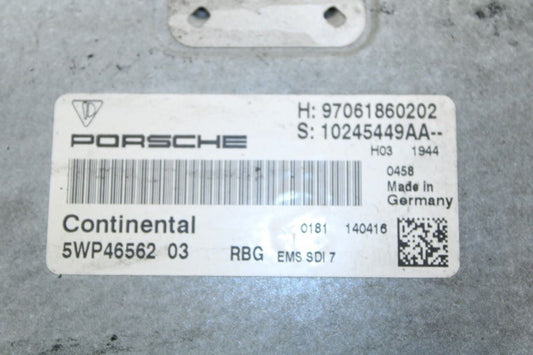 H: 97061860202
PORSCHE
S: 10245449AA--
H03 1944
0458
Made in
Germany
Continental
0181 140416
5WP46562 03 RBG EMS SDI 7